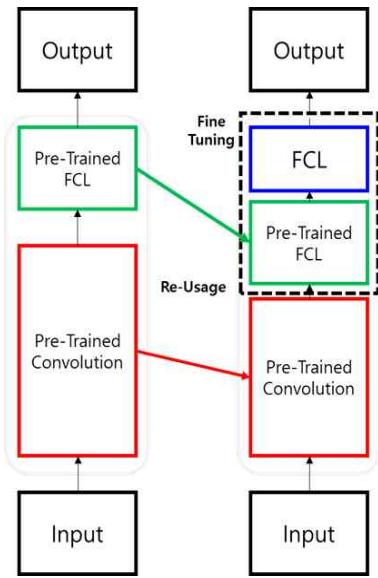 Output
Pre-Trained
FCL
Pre-Trained
Convolution
Input
Re-Usage
Output
Fine
Tuning
FCL
Pre-Trained
FCL
Pre-Trained
Convolution
Input